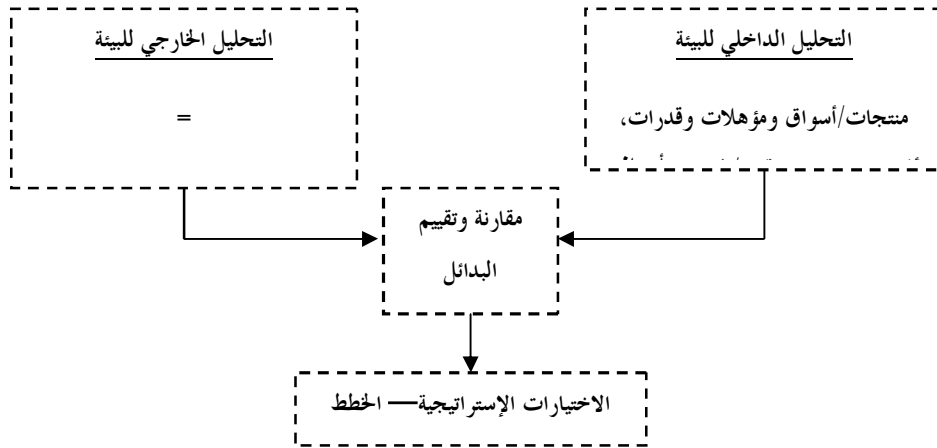 التحليل الداخلي للبيئة
منتجات/أسواق ومؤهلات وقدرات،
التحليل الخارجي للبيئة
=
مقارنة وتقييم
البدائل
الاختيارات الإستراتيجية— الخطط